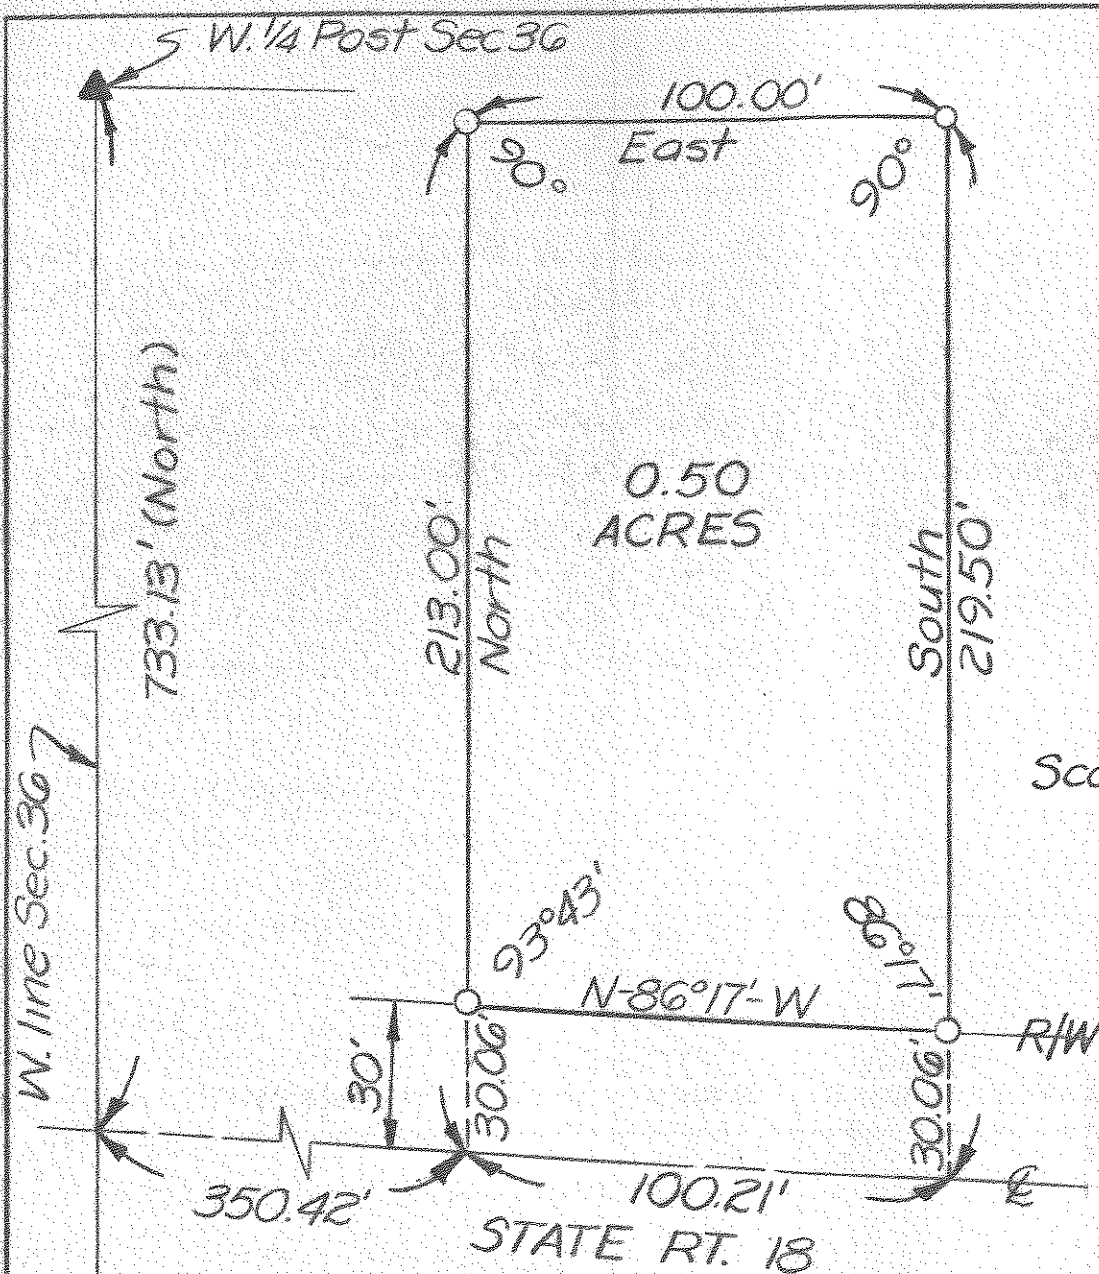 W. 1/4 Post Sec 36
100.00'
East
90°
90°
733.13' (North)
0.50
ACRES
213.00'
North
South
219.50'
W. line Sec. 36
93°43'
86°17'
N-86°17'-W
R/W
30'
30.06'
30.06'
350.42'
100.21'
℄
STATE RT. 18